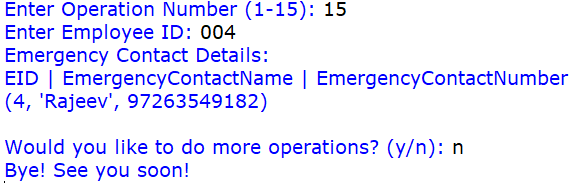 Enter Operation Number (1-15): 15
Enter Employee ID: 004
Emergency Contact Details:
EID | EmergencyContactName | EmergencyContactNumber
(4, 'Rajeev', 97263549182)
Would you like to do more operations? (y/n): n
Bye! See you soon!